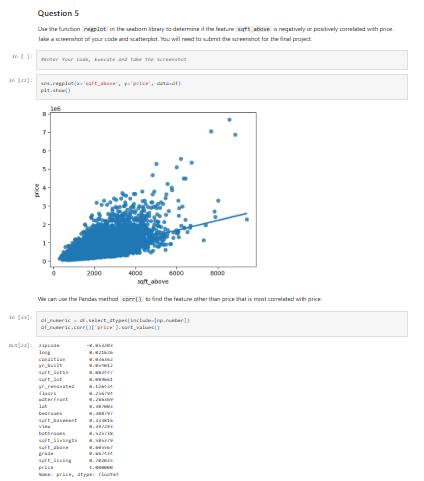 Question 5
Use the function regplot in the seaborn library to determine if the feature sqft_above is negatively or positively correlated with price.
Take a screenshot of your code and scatterplot. You will need to submit the screenshot for the final project.
In [ ]:
#Enter Your Code, Execute and take the Screenshot
In [22]:
sns.regplot(x='sqft_above', y='price', data=df)
plt.show()
1e6
8
7
6
5
4
3
2
1
0
price
0 2000 4000 6000 8000
sqft_above
We can use the Pandas method corr() to find the feature other than price that is most correlated with price.
In [23]:
df_numeric = df.select_dtypes(include=[np.number])
df_numeric.corr()['price'].sort_values()
Out[23]:
zipcode -0.053203
long 0.021626
condition 0.036362
yr_built 0.054012
sqft_lot15 0.082447
sqft_lot 0.089661
yr_renovated 0.126434
floors 0.256794
waterfront 0.266369
lat 0.307003
bedrooms 0.308797
sqft_basement 0.323816
view 0.397293
bathrooms 0.525738
sqft_living15 0.585379
sqft_above 0.605567
grade 0.667434
sqft_living 0.702035
price 1.000000
Name: price, dtype: float64